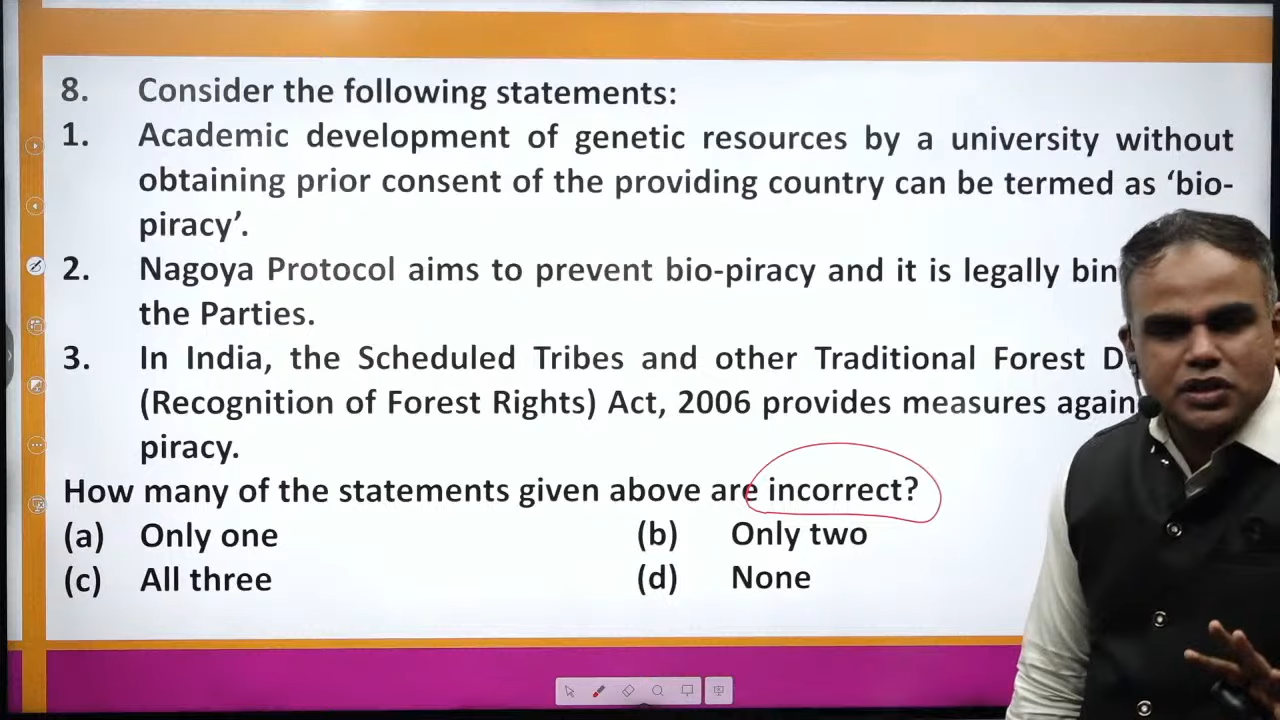 8. Consider the following statements:
1. Academic development of genetic resources by a university without
obtaining prior consent of the providing country can be termed as ‘bio-
piracy’.
2. Nagoya Protocol aims to prevent bio-piracy and it is legally
the Parties.
3. In India, the Scheduled Tribes and other Traditional Forest
(Recognition of Forest Rights) Act, 2006 provides measures
piracy.
How many of the statements given above are incorrect?
(a) Only one (b) Only two
(c) All three (d) None